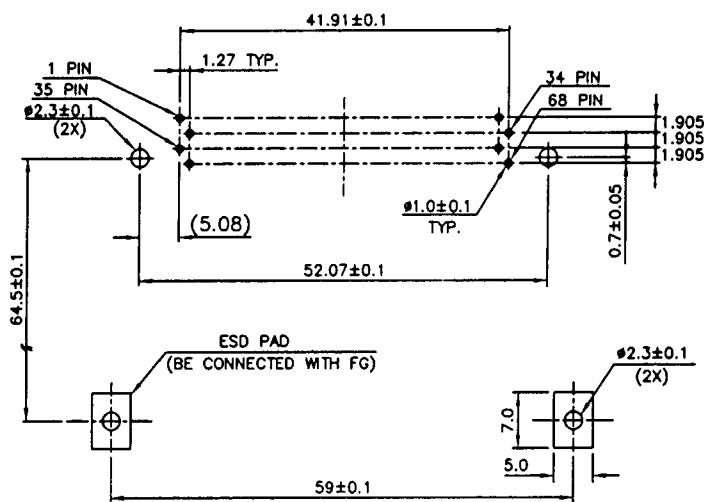 41.91±0.1
1.27 TYP.
1 PIN
35 PIN
ø2.3±0.1
(2X)
34 PIN
68 PIN
1.905
1.905
1.905
ø1.0±0.1
TYP.
0.7±0.05
(5.08)
52.07±0.1
64.5±0.1
ESD PAD
(BE CONNECTED WITH FG)
ø2.3±0.1
(2X)
7.0
5.0
59±0.1